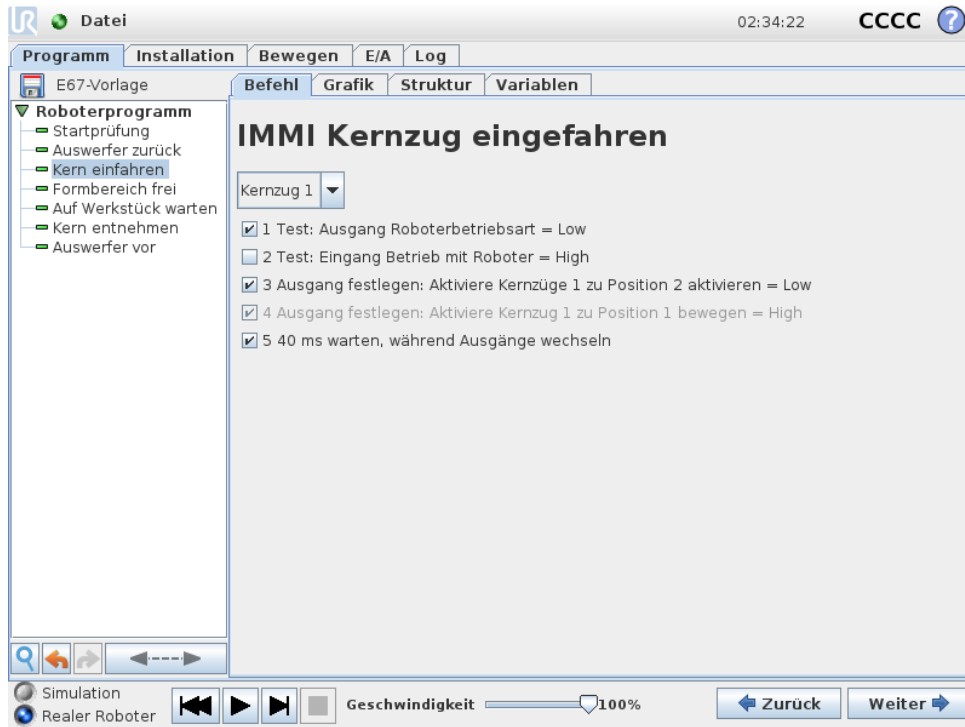 Datei 02:34:22 CCCC ?
Programm Installation Bewegen E/A Log
E67-Vorlage Befehl Grafik Struktur Variablen
Roboterprogramm
Startprüfung
Auswerfer zurück
Kern einfahren
Formbereich frei
Auf Werkstück warten
Kern entnehmen
Auswerfer vor
IMMI Kernzug eingefahren
Kernzug 1
1 Test: Ausgang Roboterbetriebsart = Low
2 Test: Eingang Betrieb mit Roboter = High
3 Ausgang festlegen: Aktiviere Kernzüge 1 zu Position 2 aktivieren = Low
4 Ausgang festlegen: Aktiviere Kernzug 1 zu Position 1 bewegen = High
5 40 ms warten, während Ausgänge wechseln
Simulation
Realer Roboter
Geschwindigkeit 100% Zurück Weiter